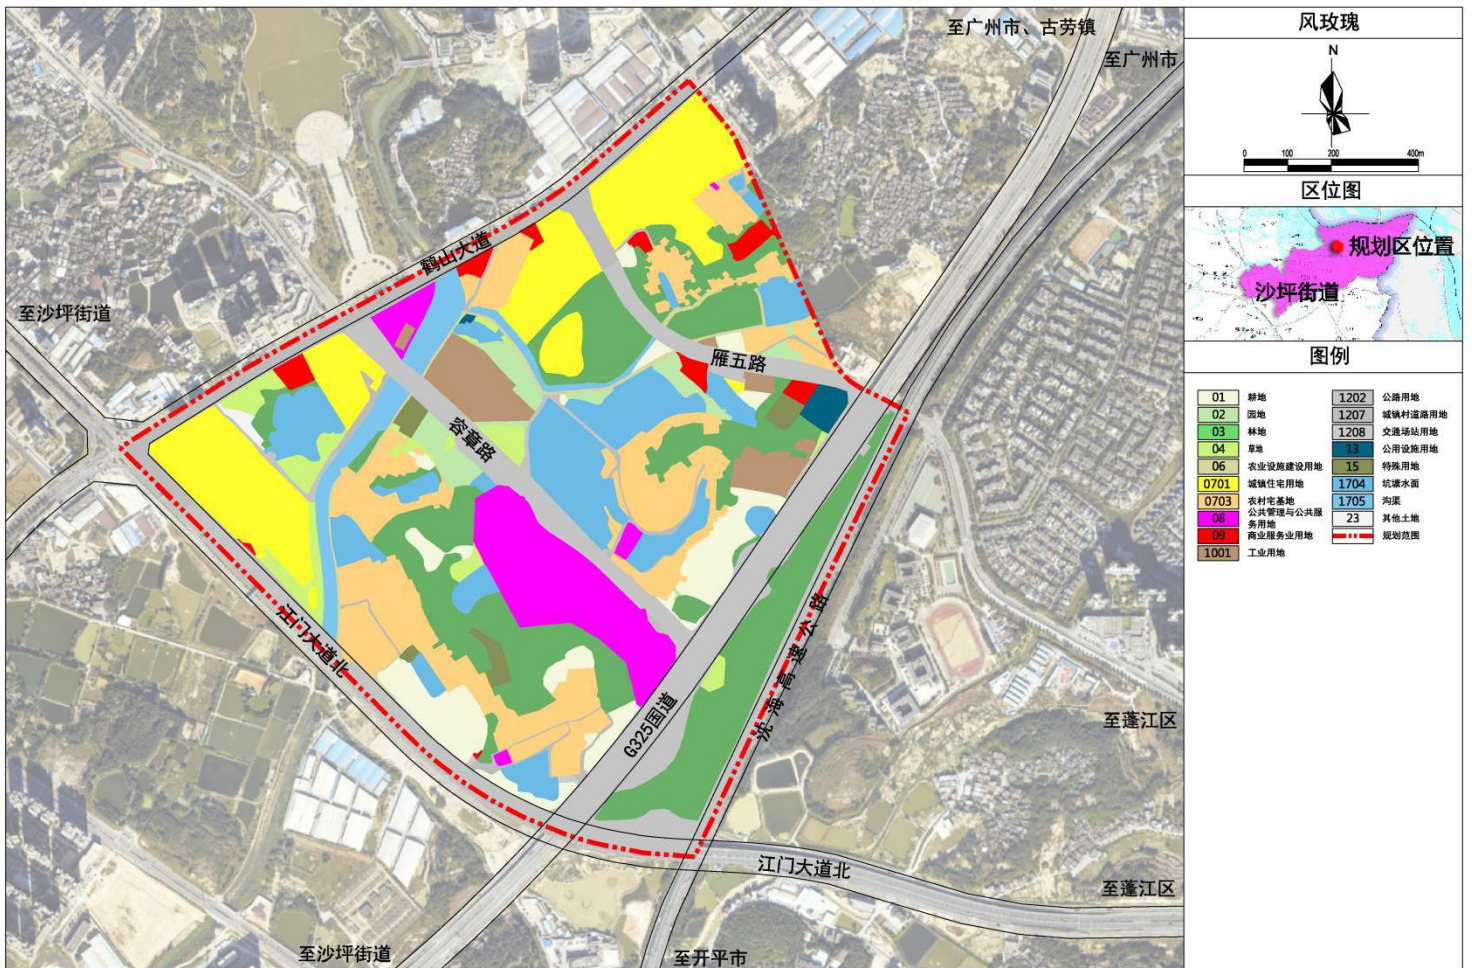 至广州市、古劳镇
至广州市
鹤山大道
至沙坪街道
雁五路
容章路
江门大道北
G325国道
沈海高速公路
至蓬江区
江门大道北
至蓬江区
至沙坪街道
至开平市
风玫瑰
N
0 100 200 400m
区位图
规划区位置
沙坪街道
图例
01 耕地
02 园地
03 林地
04 草地
06 农业设施建设用地
0701 城镇住宅用地
0703 农村宅基地
08 公共管理与公共服
务用地
09 商业服务业用地
1001 工业用地
1202 公路用地
1207 城镇村道路用地
1208 交通场站用地
13 公用设施用地
15 特殊用地
1704 坑塘水面
1705 沟渠
23 其他土地
规划范围